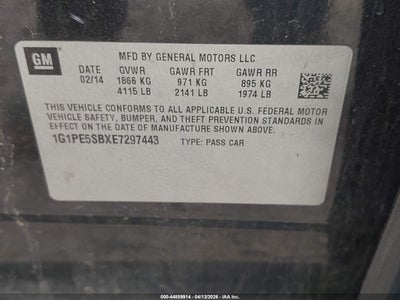 GM
MFD BY GENERAL MOTORS LLC
DATE GVWR GAWR FRT GAWR RR
02/14 1866 KG 971 KG 895 KG
4115 LB 2141 LB 1974 LB
THIS VEHICLE CONFORMS TO ALL APPLICABLE U.S. FEDERAL MOTOR
VEHICLE SAFETY, BUMPER, AND THEFT PREVENTION STANDARDS IN
EFFECT ON THE DATE OF MANUFACTURE SHOWN ABOVE.
1G1PE5SBXE7297443 TYPE: PASS CAR
000-44859914 - 04/13/2026 - IAA Inc.